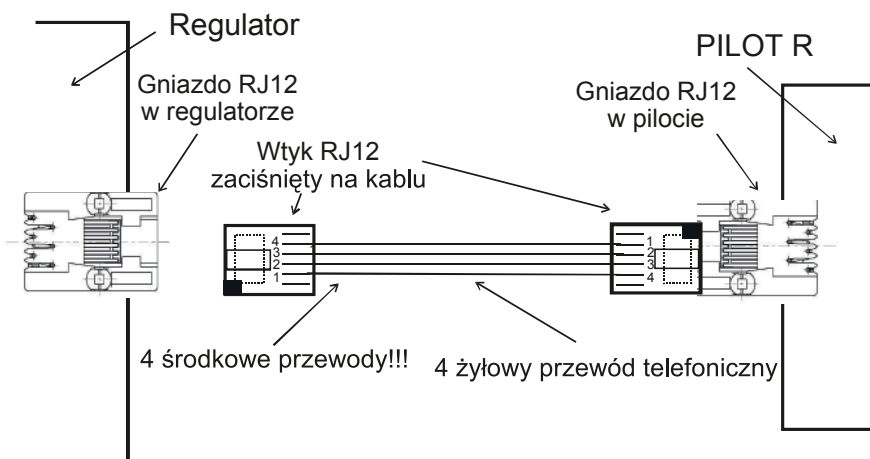 Regulator
PILOT R
Gniazdo RJ12
w regulatorze
Gniazdo RJ12
w pilocie
Wtyk RJ12
zaciśnięty na kablu
4
3
2
1
1
2
3
4
4 środkowe przewody!!!
4 żyłowy przewód telefoniczny